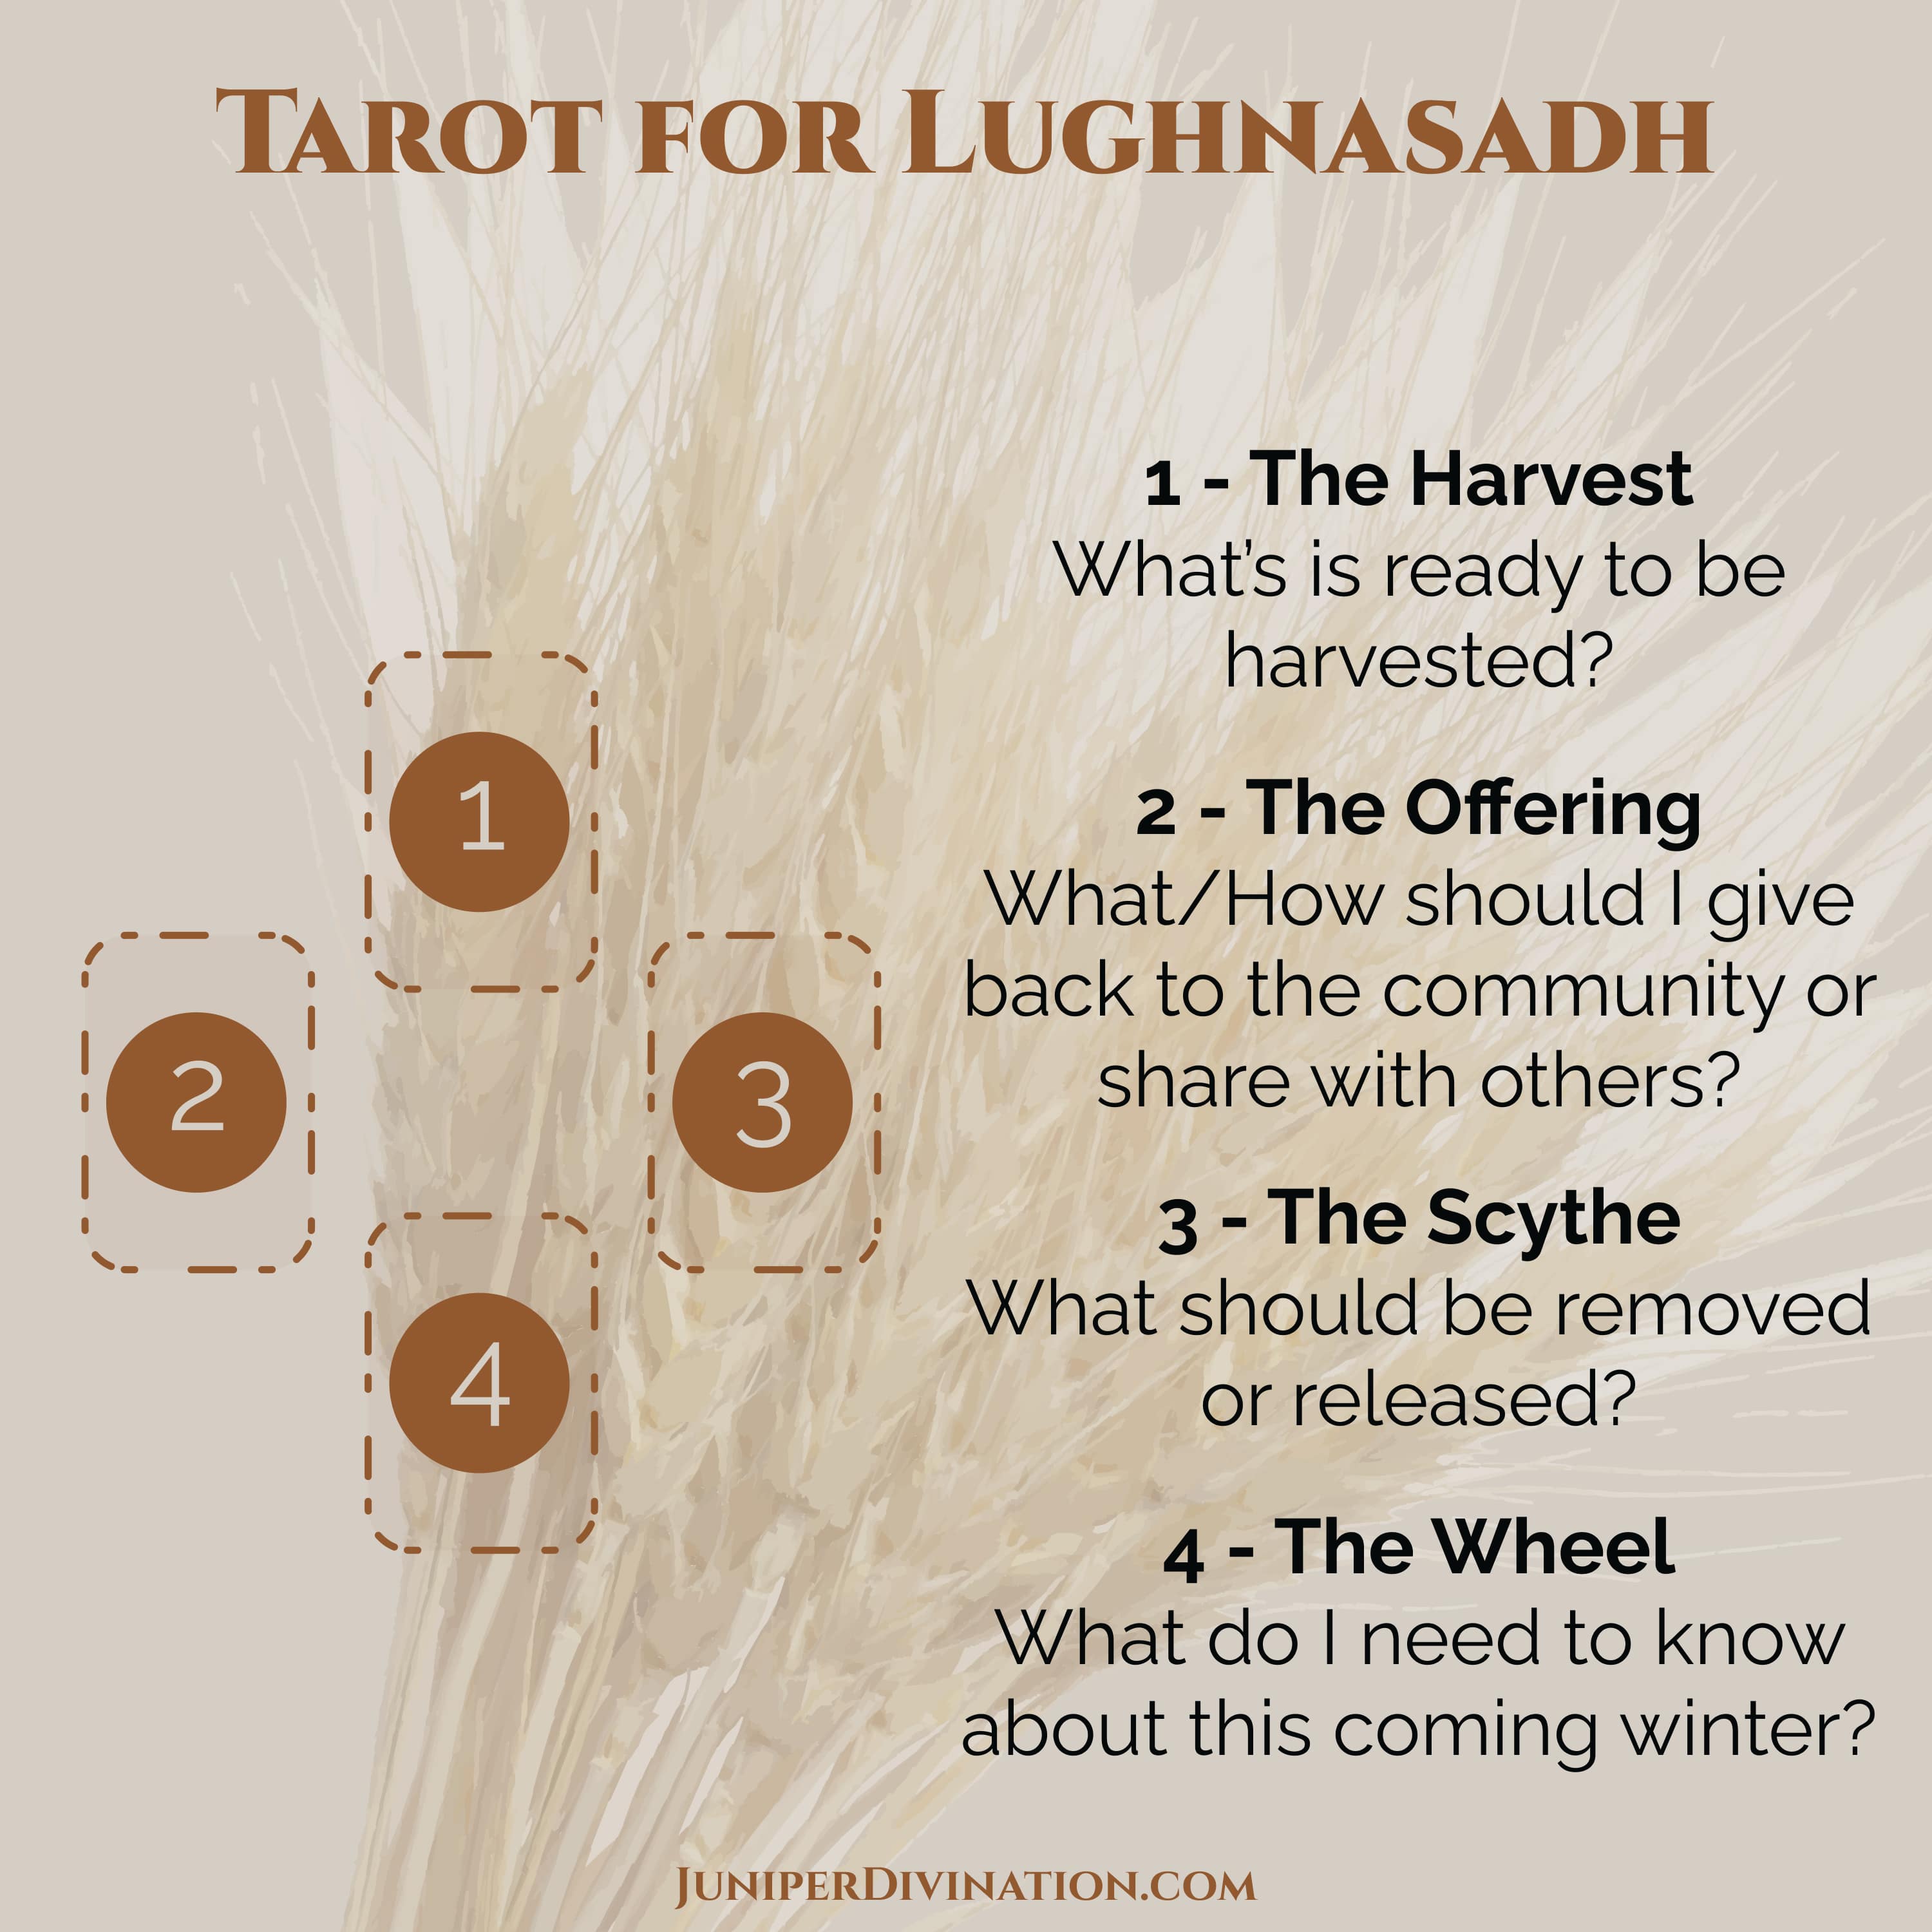 Tarot for Lughnasadh
1
2
3
4
1 - The Harvest
What’s is ready to be
harvested?
2 - The Offering
What/How should I give
back to the community or
share with others?
3 - The Scythe
What should be removed
or released?
4 - The Wheel
What do I need to know
about this coming winter?
JuniperDivination.com